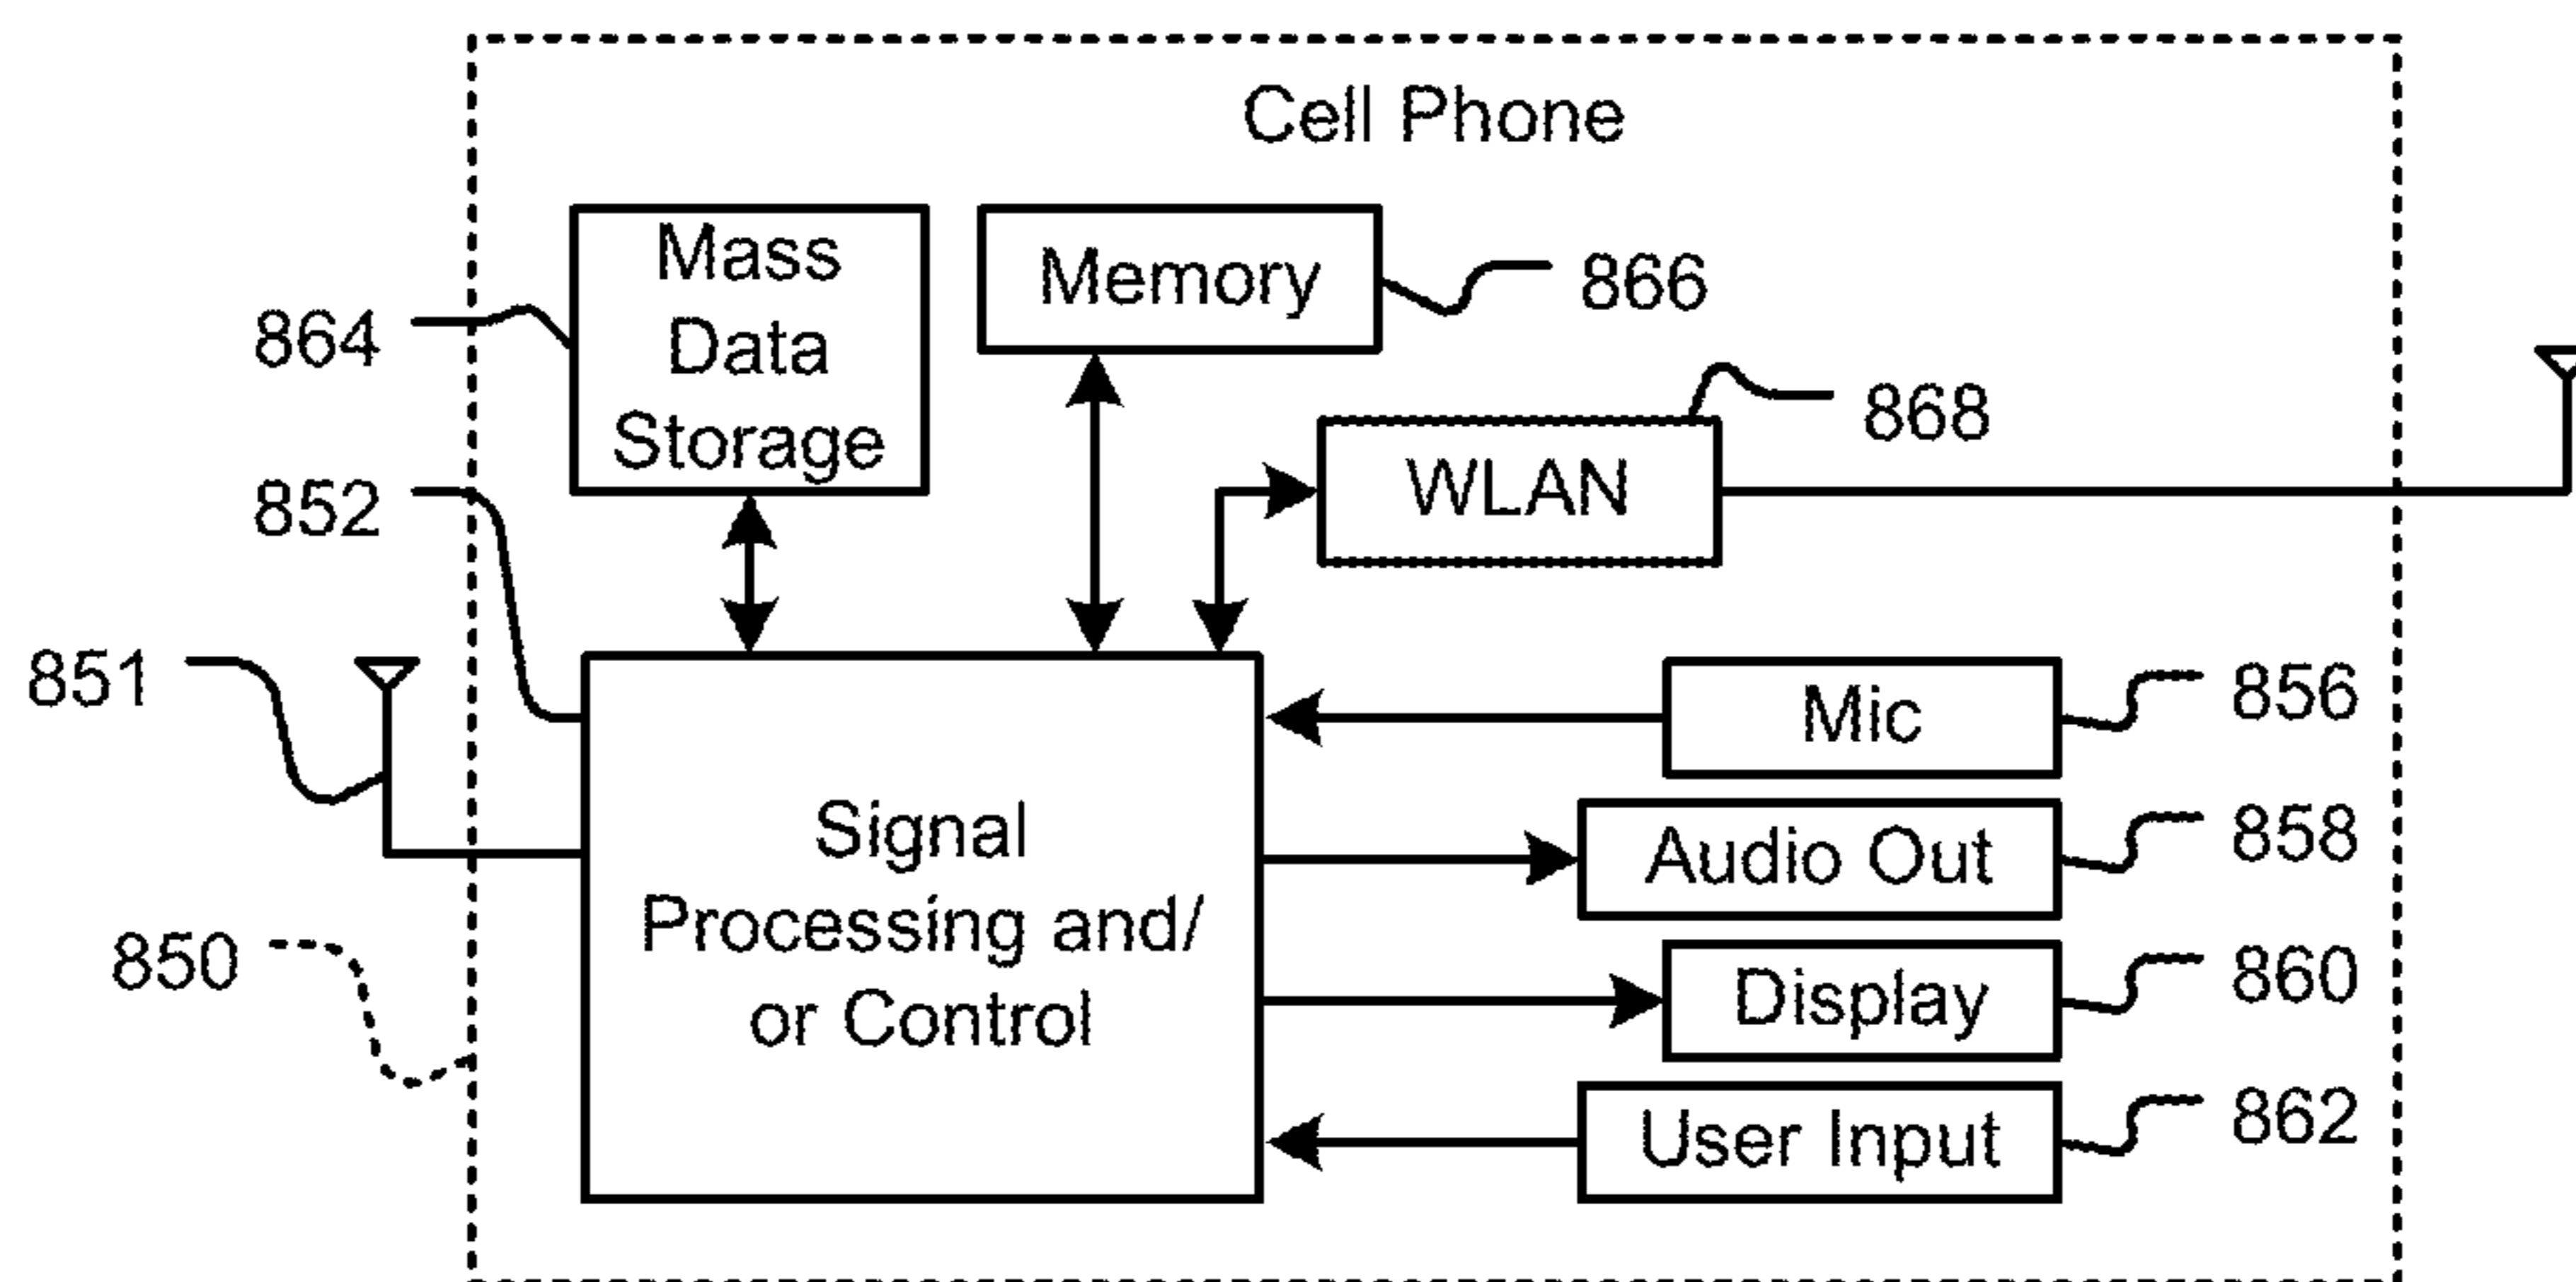 Cell Phone
Mass
Data
Storage
Memory
866
864
868
WLAN
852
851
Mic
856
Signal
Processing and/
or Control
Audio Out
858
850
Display
860
User Input
862